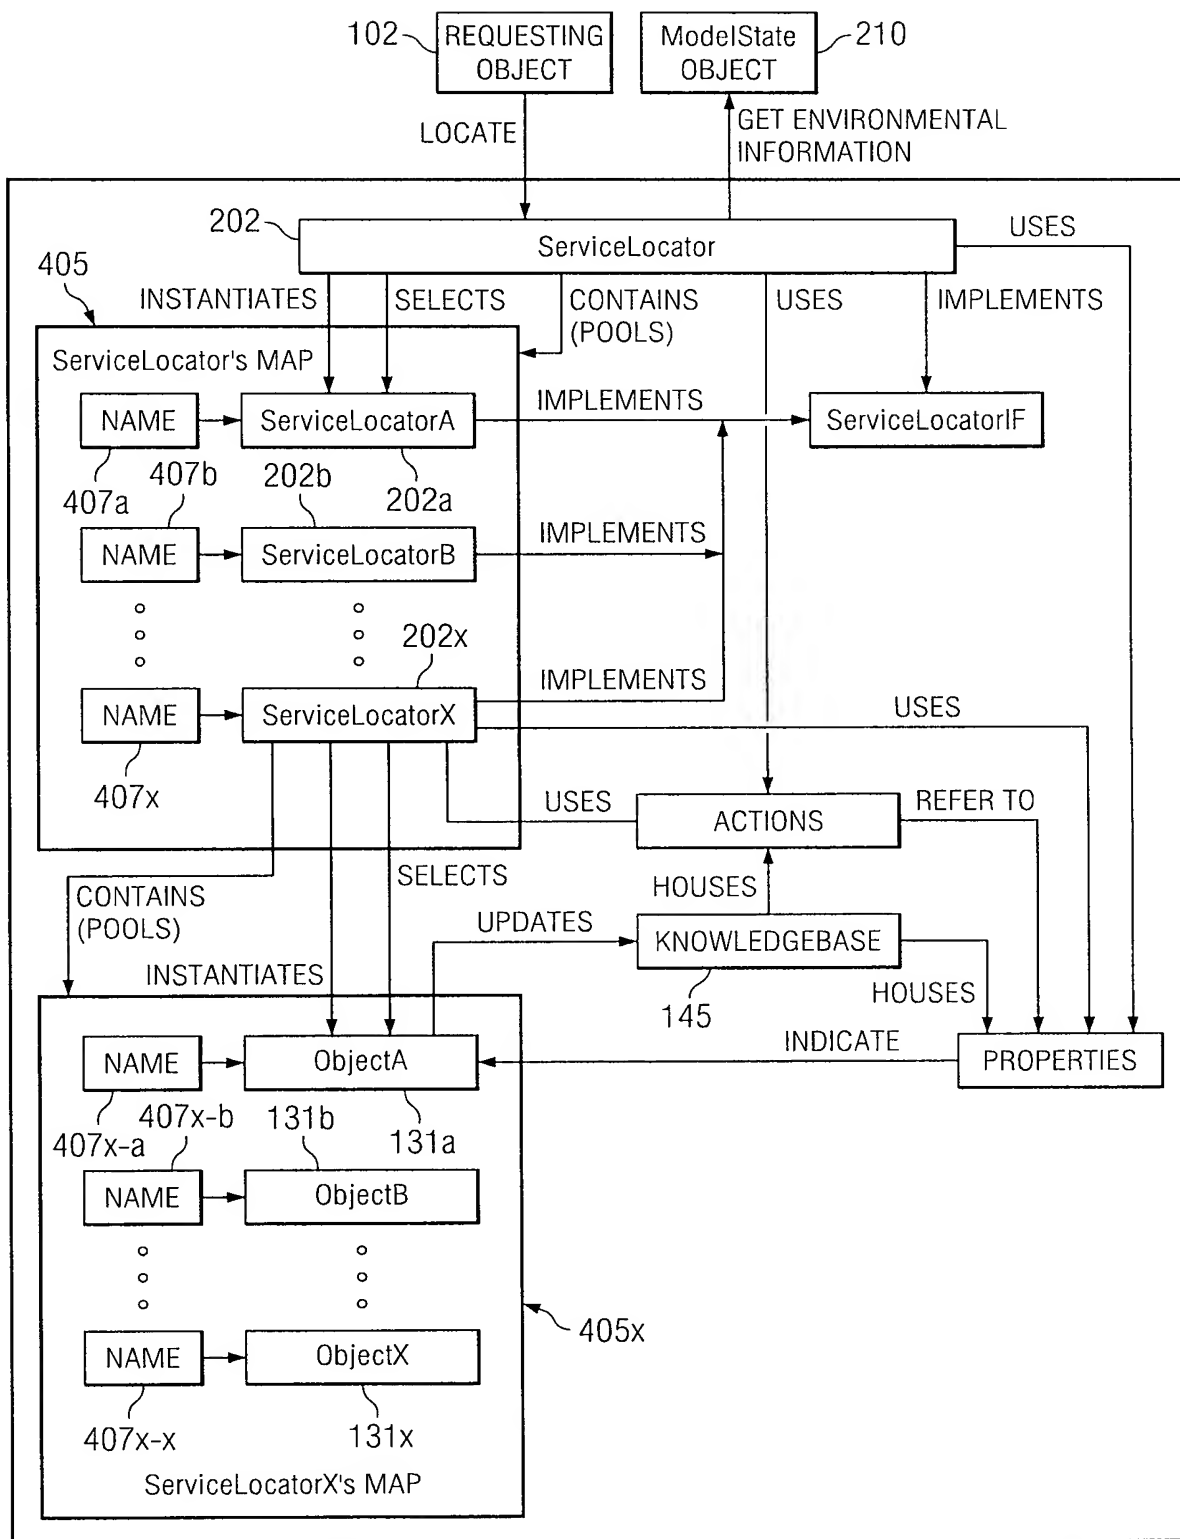 102
REQUESTING
OBJECT
ModelState
OBJECT
210
LOCATE
GET ENVIRONMENTAL
INFORMATION
202
ServiceLocator
USES
405
INSTANTIATES
SELECTS
CONTAINS
(POOLS)
USES
IMPLEMENTS
ServiceLocator's MAP
NAME
ServiceLocatorA
IMPLEMENTS
ServiceLocatorIF
407a
407b
202b
202a
NAME
ServiceLocatorB
IMPLEMENTS
202x
NAME
ServiceLocatorX
IMPLEMENTS
USES
407x
USES
ACTIONS
REFER TO
CONTAINS
(POOLS)
SELECTS
HOUSES
UPDATES
KNOWLEDGEBASE
INSTANTIATES
145
HOUSES
NAME
ObjectA
INDICATE
PROPERTIES
407x-a
407x-b
131b
131a
NAME
ObjectB
405x
NAME
ObjectX
407x-x
131x
ServiceLocatorX's MAP